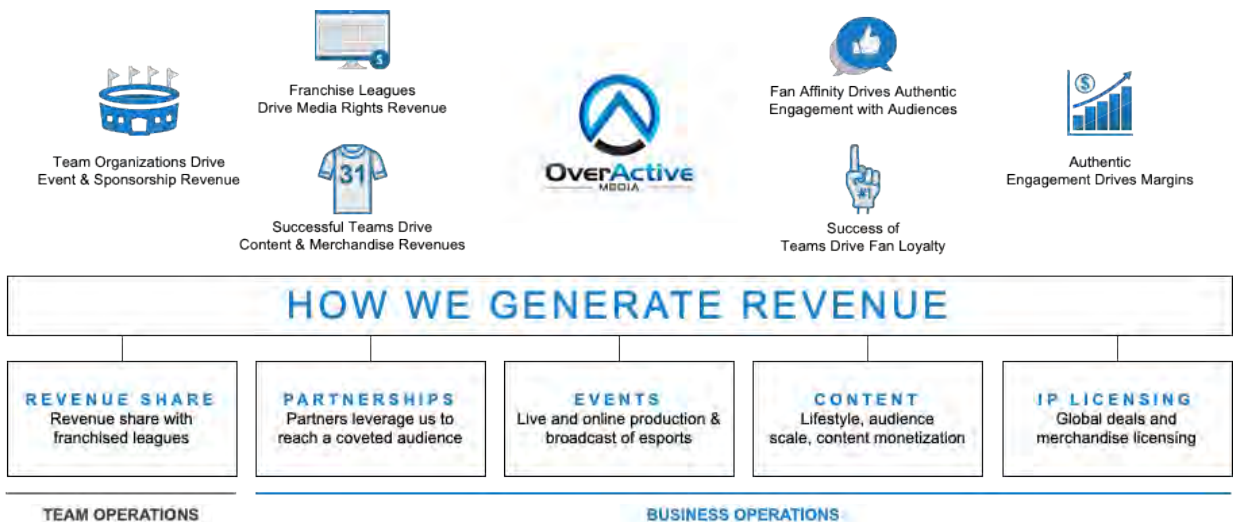 Franchise Leagues
Drive Media Rights Revenue
Team Organizations Drive
Event & Sponsorship Revenue
31
Successful Teams Drive
Content & Merchandise Revenues
OverActive
MEDIA
Fan Affinity Drives Authentic
Engagement with Audiences
#1
Success of
Teams Drive Fan Loyalty
$
Authentic
Engagement Drives Margins
HOW WE GENERATE REVENUE
REVENUE SHARE
Revenue share with
franchised leagues
PARTNERSHIPS
Partners leverage us to
reach a coveted audience
EVENTS
Live and online production &
broadcast of esports
CONTENT
Lifestyle, audience
scale, content monetization
IP LICENSING
Global deals and
merchandise licensing
TEAM OPERATIONS
BUSINESS OPERATIONS